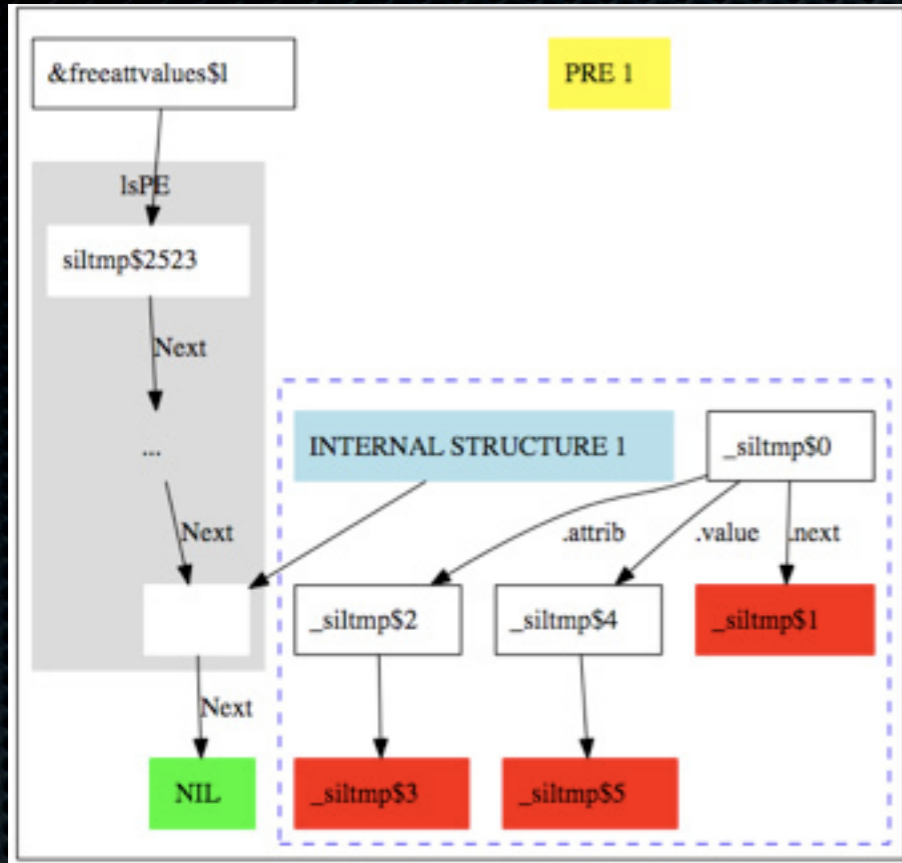 &freeattvalues$l
PRE 1
lsPE
siltmp$2523
Next
...
INTERNAL STRUCTURE 1
_siltmp$0
Next
.attrib
.value
.next
_siltmp$2
_siltmp$4
_siltmp$1
Next
NIL
_siltmp$3
_siltmp$5